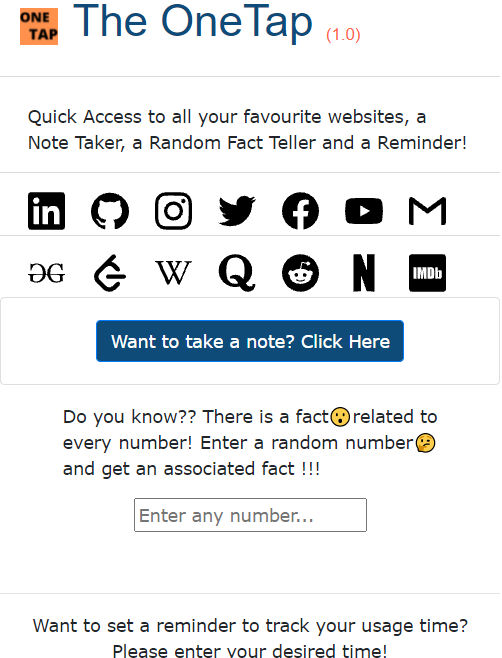 ONE
TAP
The OneTap (1.0)
Quick Access to all your favourite websites, a
Note Taker, a Random Fact Teller and a Reminder!
in
W Q N IMDb
Want to take a note? Click Here
Do you know?? There is a fact😮related to
every number! Enter a random number🤔
and get an associated fact !!!
Enter any number...
Want to set a reminder to track your usage time?
Please enter your desired time!